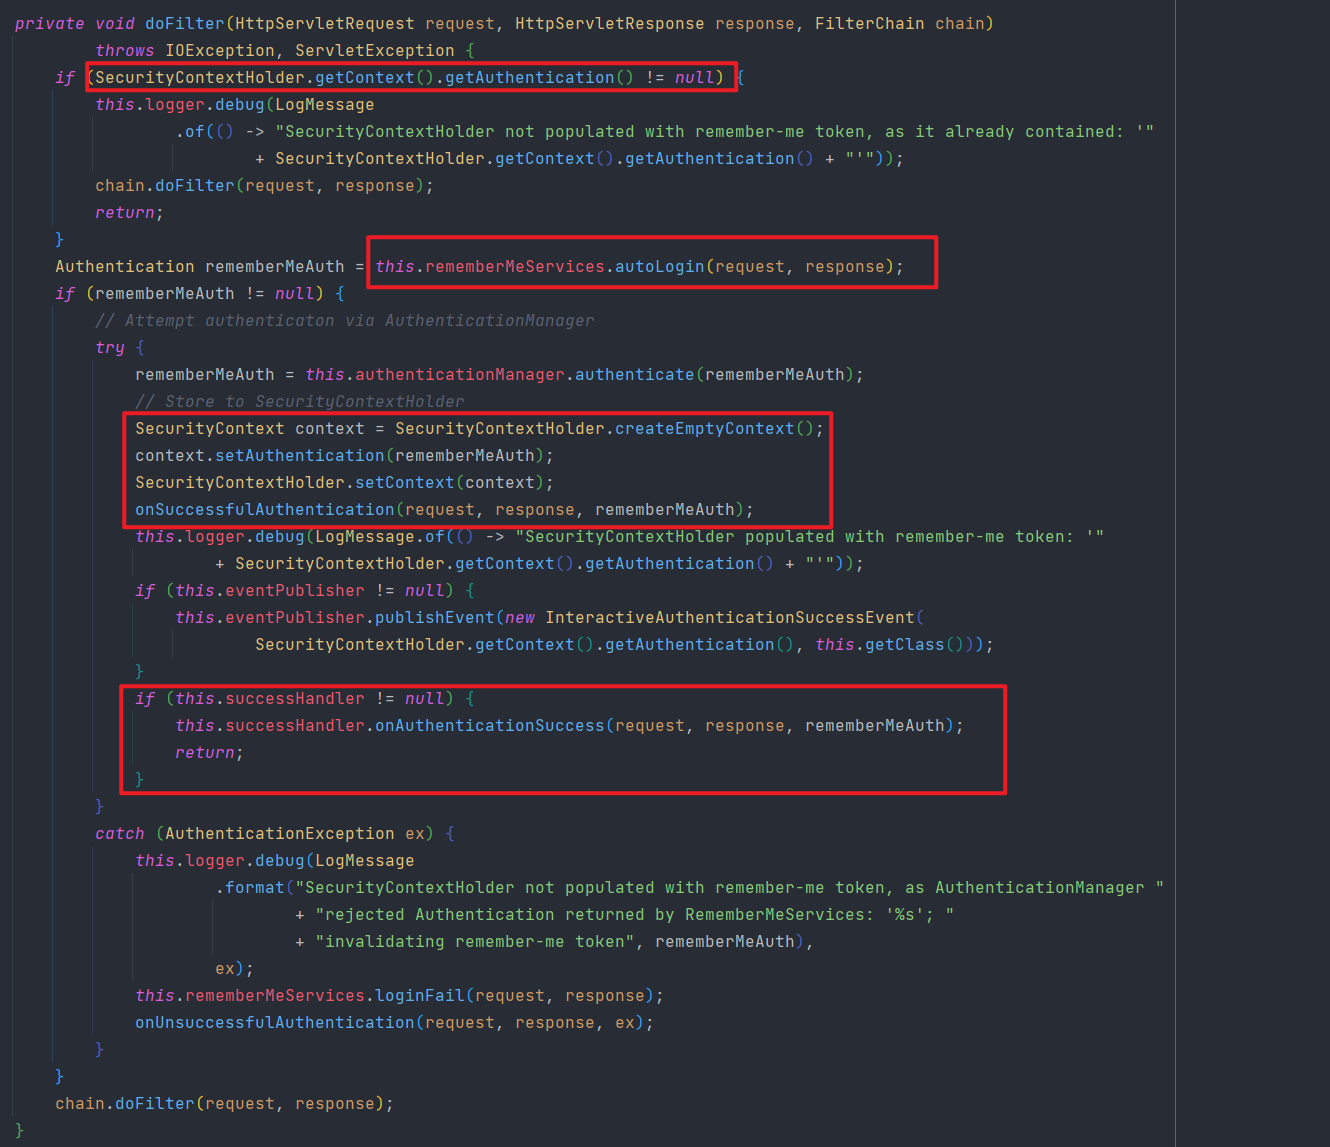 private void doFilter(HttpServletRequest request, HttpServletResponse response, FilterChain chain)
        throws IOException, ServletException {
    if (SecurityContextHolder.getContext().getAuthentication() != null) {
        this.logger.debug(LogMessage
                .of(() -> "SecurityContextHolder not populated with remember-me token, as it already contained: '"
                        + SecurityContextHolder.getContext().getAuthentication() + "'"));
        chain.doFilter(request, response);
        return;
    }
    Authentication rememberMeAuth = this.rememberMeServices.autoLogin(request, response);
    if (rememberMeAuth != null) {
        // Attempt authenticaton via AuthenticationManager
        try {
            rememberMeAuth = this.authenticationManager.authenticate(rememberMeAuth);
            // Store to SecurityContextHolder
            SecurityContext context = SecurityContextHolder.createEmptyContext();
            context.setAuthentication(rememberMeAuth);
            SecurityContextHolder.setContext(context);
            onSuccessfulAuthentication(request, response, rememberMeAuth);
            this.logger.debug(LogMessage.of(() -> "SecurityContextHolder populated with remember-me token: '"
                    + SecurityContextHolder.getContext().getAuthentication() + "'"));
            if (this.eventPublisher != null) {
                this.eventPublisher.publishEvent(new InteractiveAuthenticationSuccessEvent(
                        SecurityContextHolder.getContext().getAuthentication(), this.getClass()));
            }
            if (this.successHandler != null) {
                this.successHandler.onAuthenticationSuccess(request, response, rememberMeAuth);
                return;
            }
        }
        catch (AuthenticationException ex) {
            this.logger.debug(LogMessage
                    .format("SecurityContextHolder not populated with remember-me token, as AuthenticationManager "
                            + "rejected Authentication returned by RememberMeServices: '%s'; "
                            + "invalidating remember-me token", rememberMeAuth),
                    ex);
            this.rememberMeServices.loginFail(request, response);
            onUnsuccessfulAuthentication(request, response, ex);
        }
    }
    chain.doFilter(request, response);
}